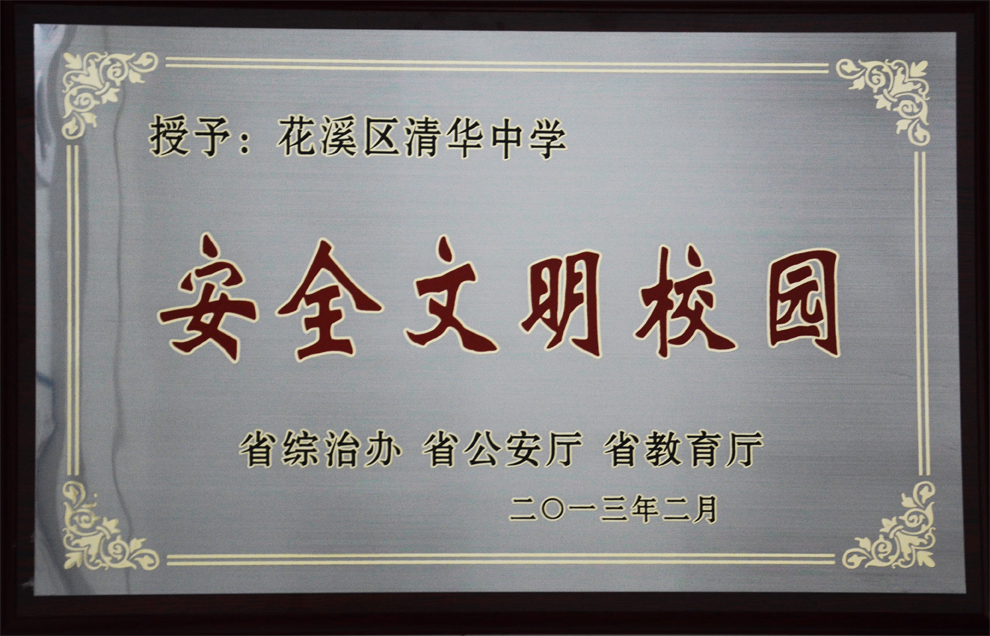 授予：花溪区清华中学
安全文明校园
省综治办 省公安厅 省教育厅
二〇一三年二月